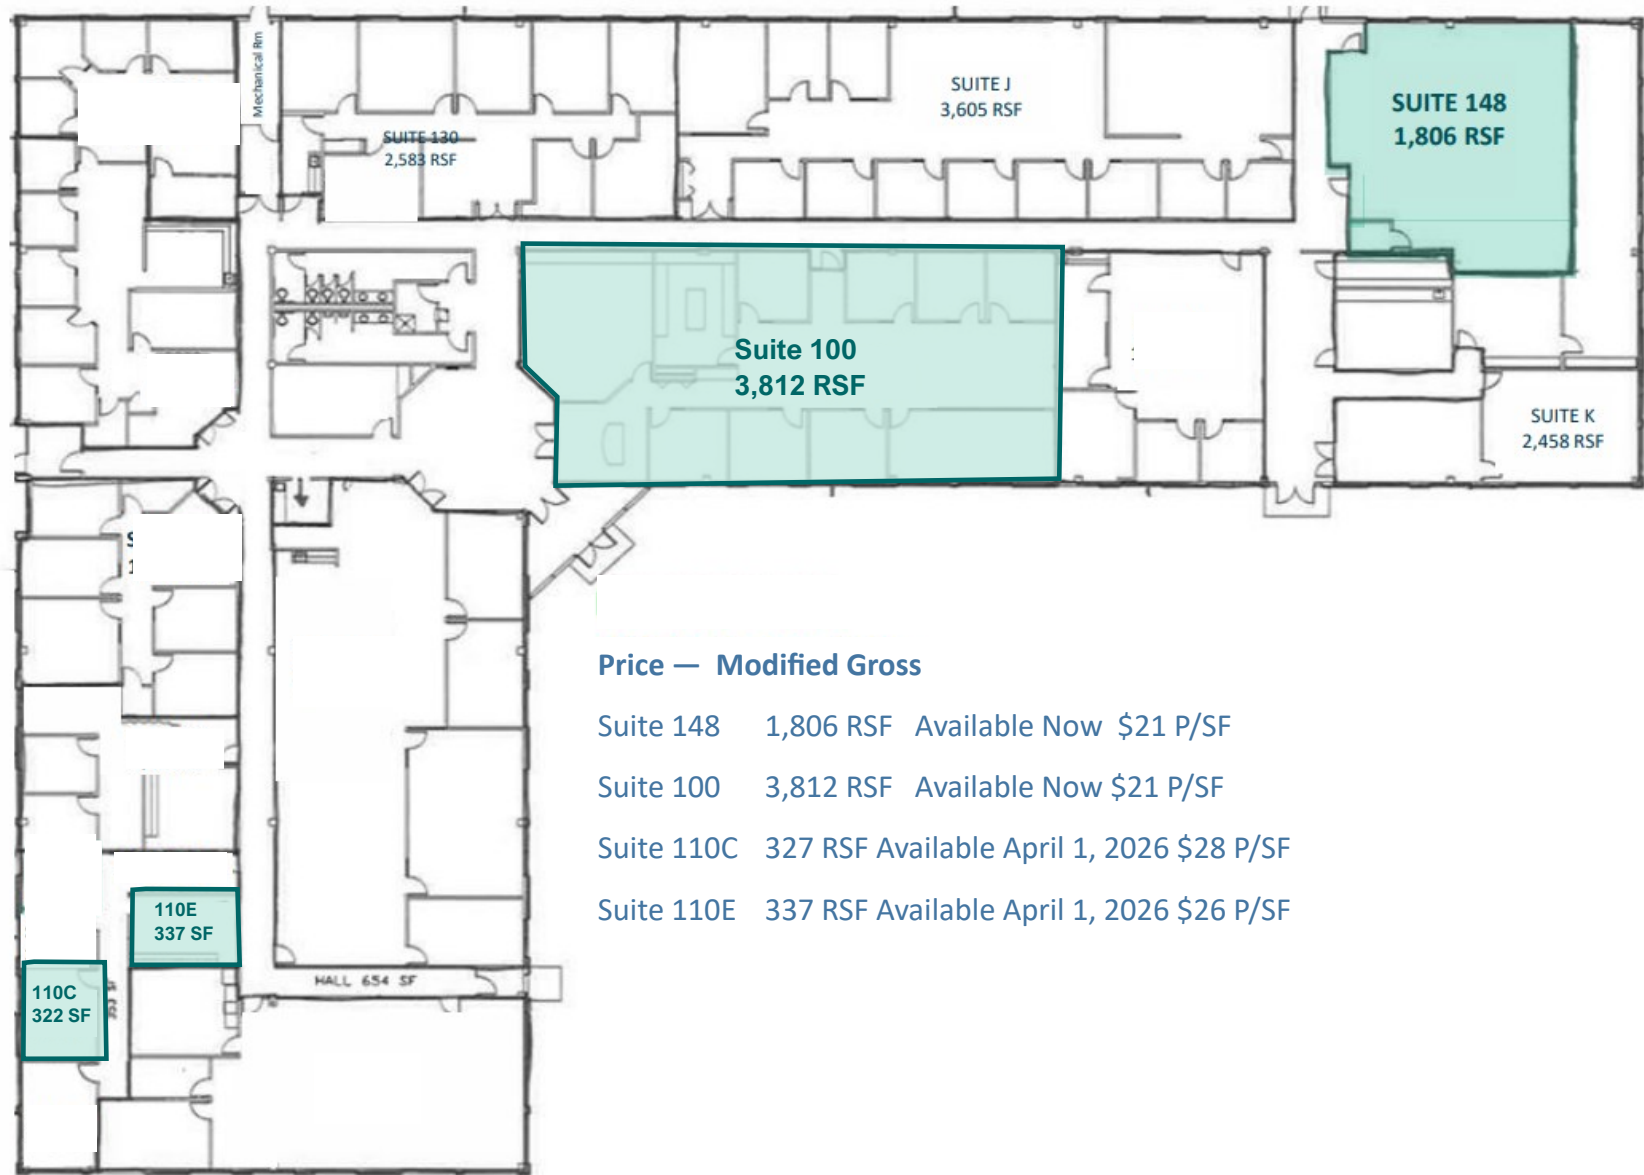 Mechanical Rm
SUITE 130
2,583 RSF
SUITE J
3,605 RSF
SUITE 148
1,806 RSF
Suite 100
3,812 RSF
SUITE K
2,458 RSF
Price — Modified Gross
Suite 148 1,806 RSF Available Now $21 P/SF
Suite 100 3,812 RSF Available Now $21 P/SF
Suite 110C 327 RSF Available April 1, 2026 $28 P/SF
Suite 110E 337 RSF Available April 1, 2026 $26 P/SF
110E
337 SF
HALL 654 SF
110C
322 SF